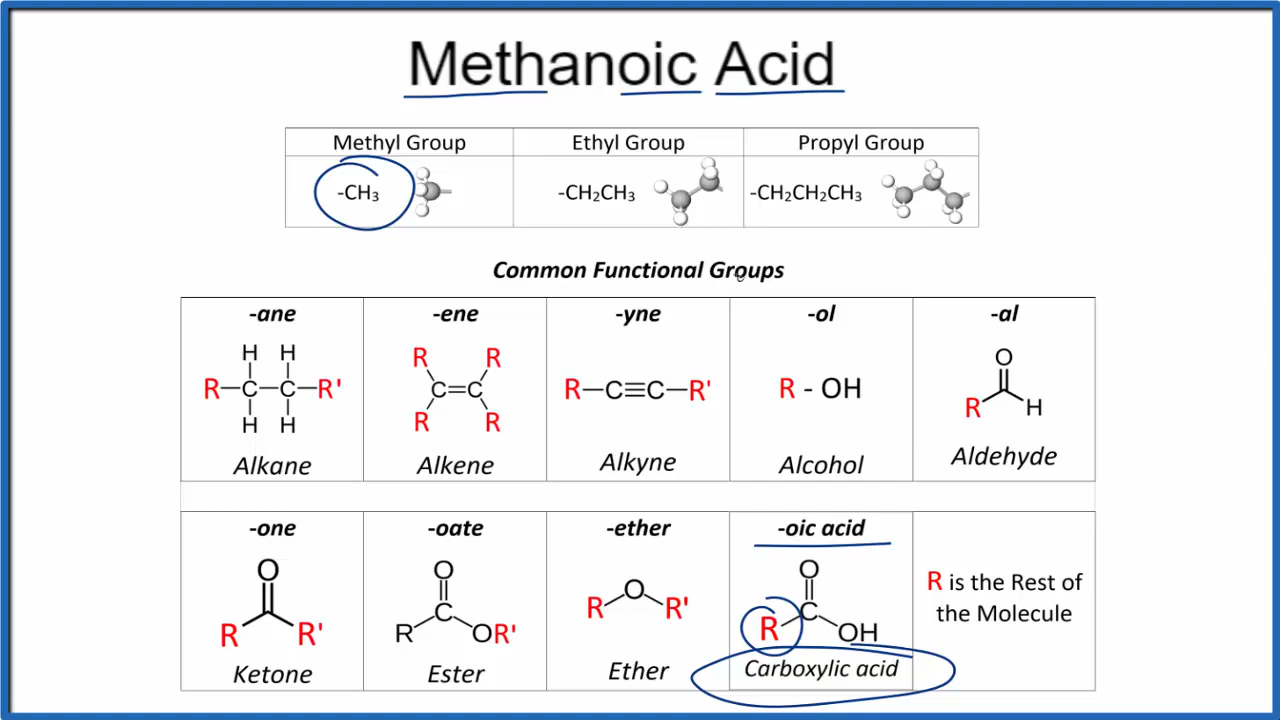 Methanoic Acid
Methyl Group Ethyl Group Propyl Group
-CH₃ -CH₂CH₃ -CH₂CH₂CH₃
Common Functional Groups
-ane -ene -yne -ol -al
H H R R O
R C C R' C C R C C R' R - OH R H
H H R R
Alkane Alkene Alkyne Alcohol Aldehyde
-one -oate -ether -oic acid
O O O R is the Rest of
R R' R C OR' R O R' R C OH the Molecule
Ketone Ester Ether Carboxylic acid